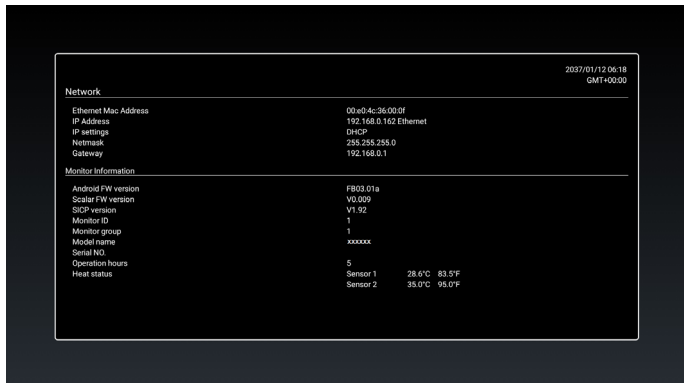 2037/01/12 06:18
GMT+00:00
Network
Ethernet Mac Address 00:e0:4c:36:00:0f
IP Address 192.168.0.162 Ethernet
IP settings DHCP
Netmask 255.255.255.0
Gateway 192.168.0.1
Monitor Information
Android FW version FB03.01a
Scalar FW version V0.009
SICP version V1.92
Monitor ID 1
Monitor group 1
Model name xxxxxx
Serial NO.
Operation hours 5
Heat status Sensor 1 28.6°C 83.5°F
Sensor 2 35.0°C 95.0°F